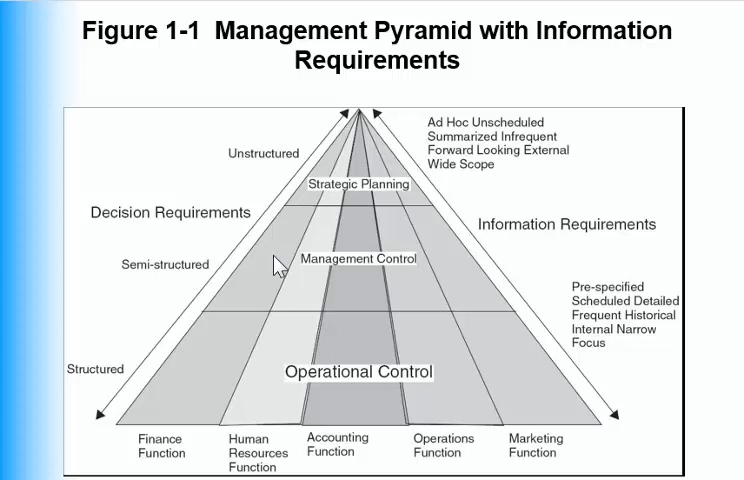 Figure 1-1  Management Pyramid with Information
Requirements
Ad Hoc Unscheduled
Summarized Infrequent
Forward Looking External
Wide Scope
Unstructured
Strategic Planning
Decision Requirements
Information Requirements
Management Control
Semi-structured
Pre-specified
Scheduled Detailed
Frequent Historical
Internal Narrow
Focus
Structured
Operational Control
Finance
Function
Human
Resources
Function
Accounting
Function
Operations
Function
Marketing
Function